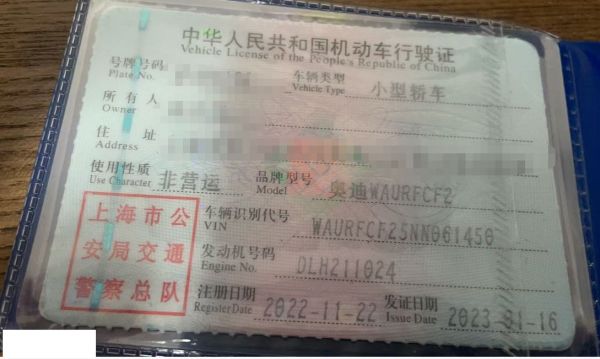 中华人民共和国机动车行驶证
Vehicle License of the People's Republic of China
号牌号码
Plate No.
车辆类型 小型轿车
Vehicle Type
所有人
Owner
住址
Address
使用性质 非营运
Use Character
品牌型号 奥迪WAURFCF2
Model
上海市公
安局交通
警察总队
车辆识别代号 WAURFCF25NN061450
VIN
发动机号码 DLH211024
Engine No.
注册日期 2022-11-22
Register Date
发证日期 2023-01-16
Issue Date